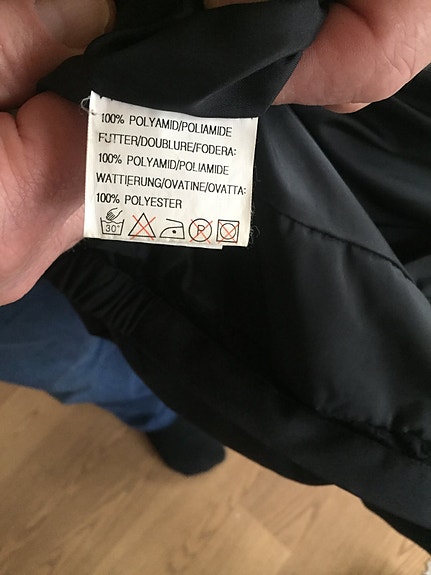 100% POLYAMID/POLIAMIDE
FUTTER/DOUBLURE/FODERA:
100% POLYAMID/POLIAMIDE
WATTIERUNG/OVATINE/OVATTA:
100% POLYESTER
30° P